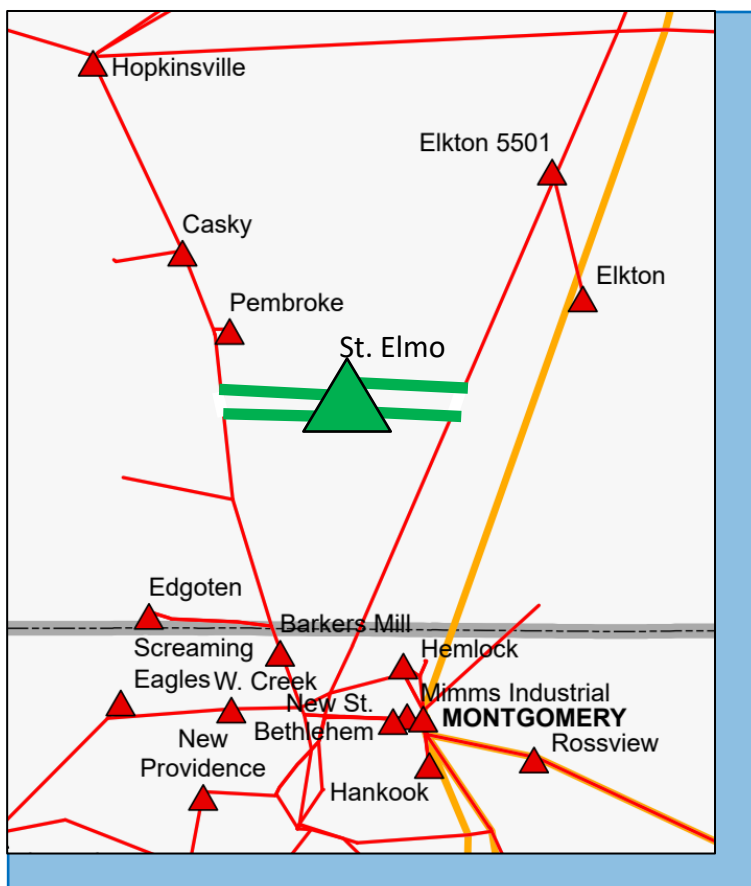 Hopkinsville
Elkton 5501
Casky
Elkton
Pembroke
St. Elmo
Edgoten
Barkers Mill
Screaming
Eagles
W. Creek
Hemlock
New St.
Bethlehem
Mimms Industrial
MONTGOMERY
New
Providence
Rossview
Hankook